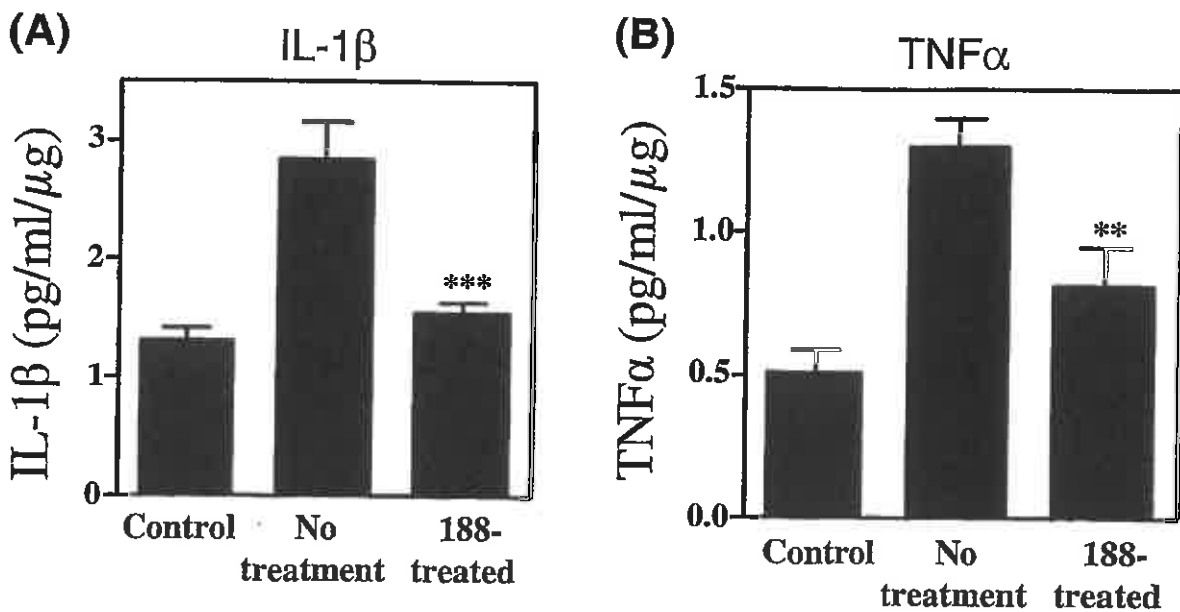 (A)
IL-1β
IL-1β (pg/ml/μg)
3
2
1
0
***
Control
No
treatment
188-
treated
(B)
TNFα
TNFα (pg/ml/μg)
1.5
1.0
0.5
0.0
**
Control
No
treatment
188-
treated